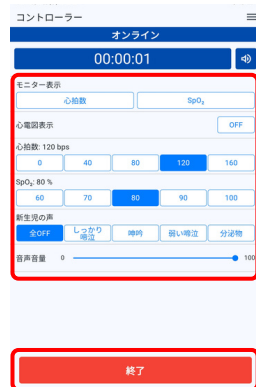 コントローラー
オンライン
00:00:01
モニター表示
心拍数 SpO₂
心電図表示 OFF
心拍数: 120 bps
0 40 80 120 160
SpO₂: 80 %
60 70 80 90 100
新生児の声
全OFF しっかり啼泣 呻吟 弱い啼泣 分泌物
音声音量 0 100
終了